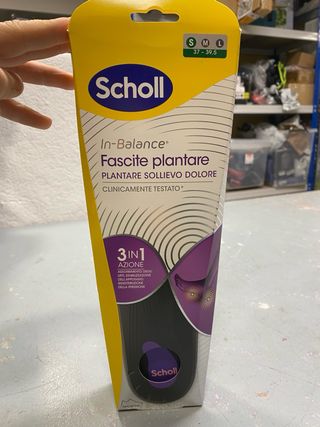 S M L
37 - 39,5
Scholl
In-Balance®
Fascite plantare
PLANTARE SOLLIEVO DOLORE
CLINICAMENTE TESTATO
3 IN 1
AZIONE
Scholl